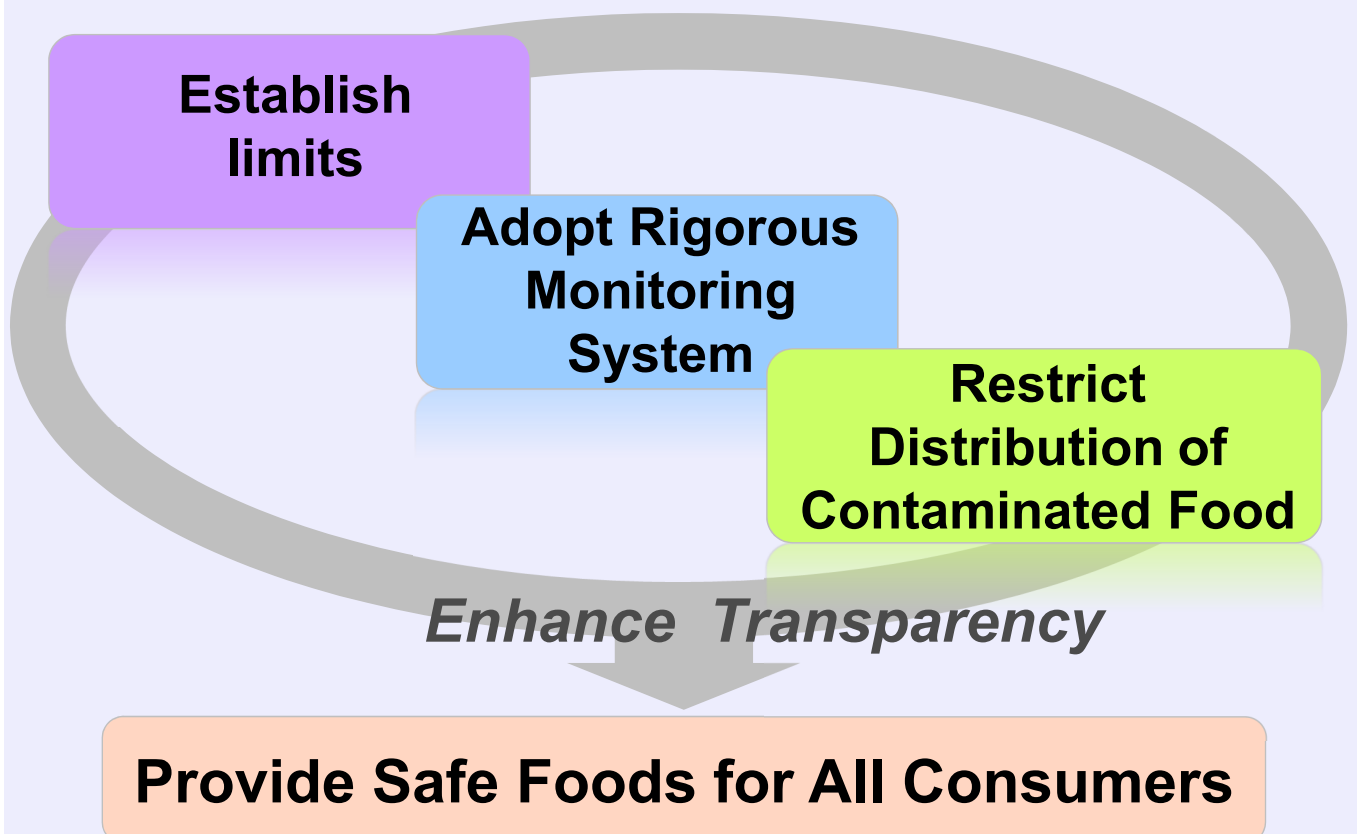 Establish
limits
Adopt Rigorous
Monitoring
System
Restrict
Distribution of
Contaminated Food
Enhance Transparency
Provide Safe Foods for All Consumers